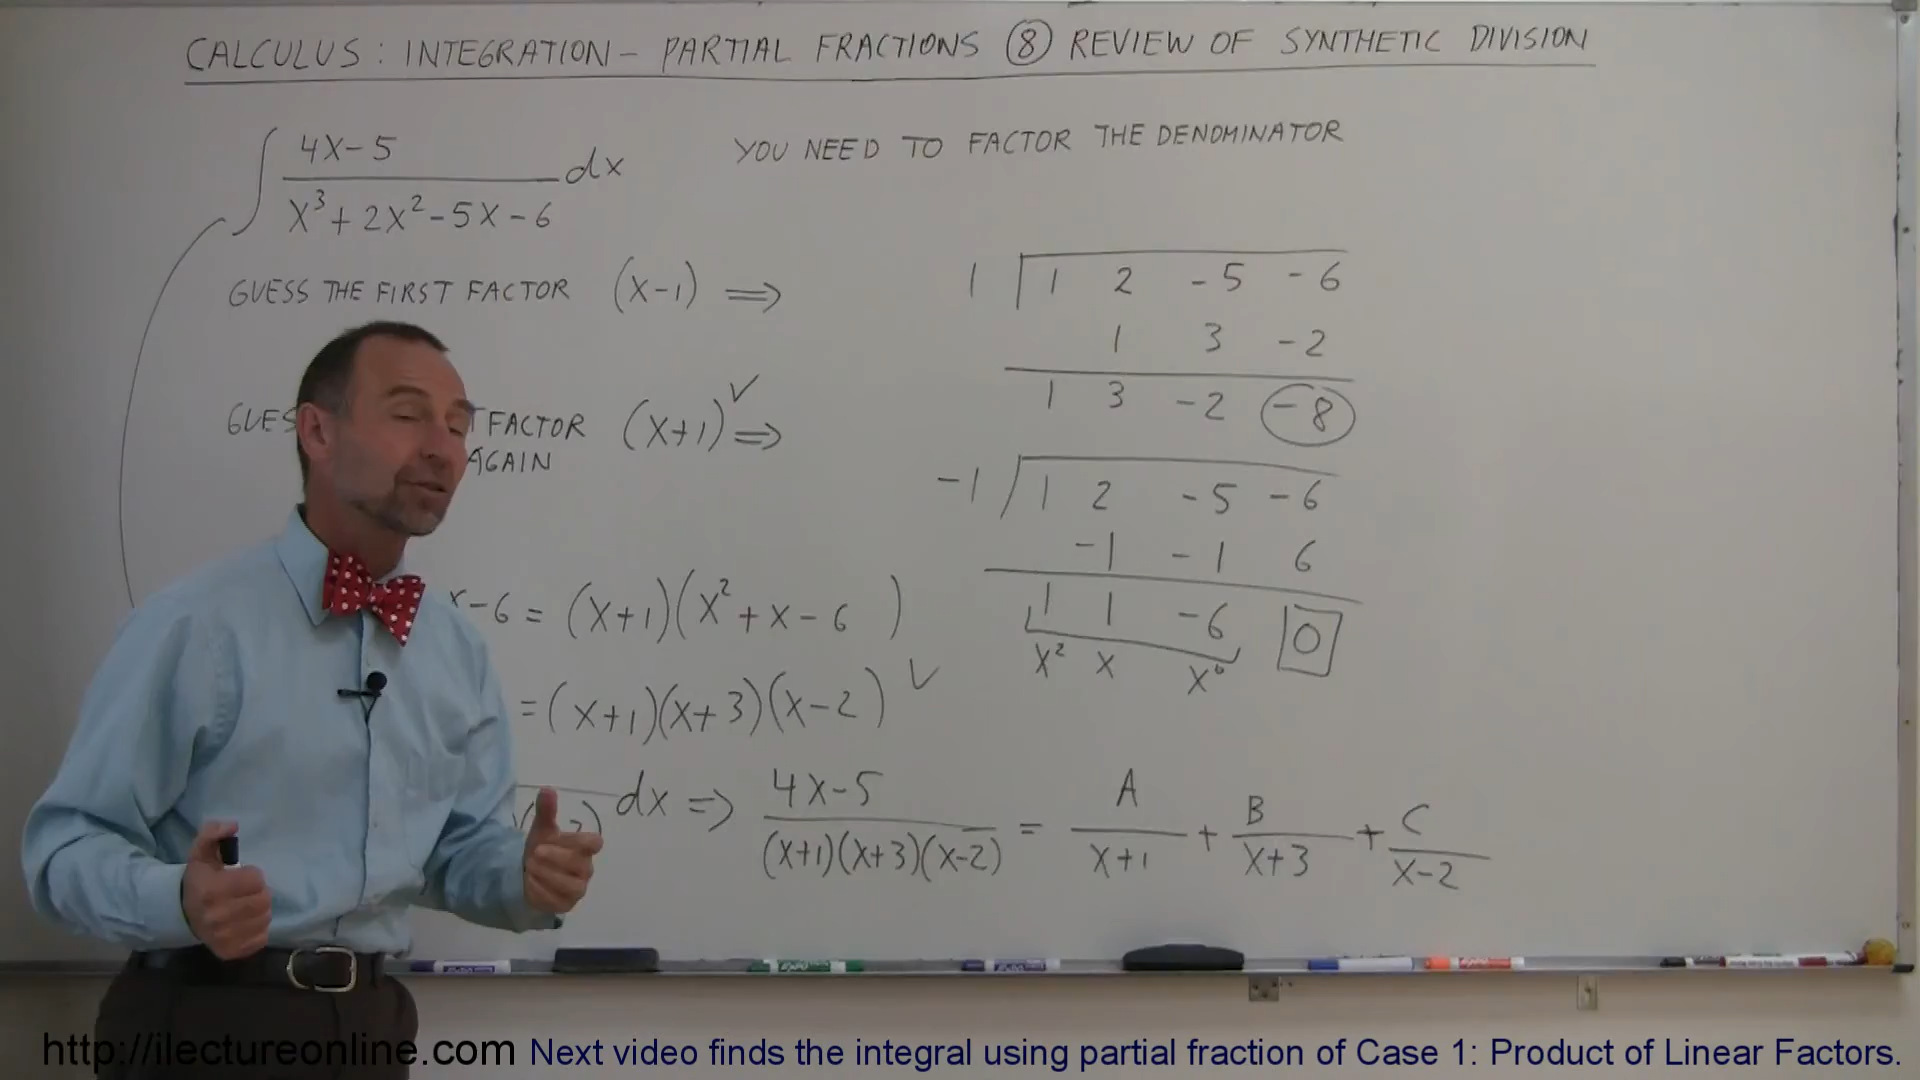 CALCULUS: INTEGRATION - PARTIAL FRACTIONS ⑧ REVIEW OF SYNTHETIC DIVISION
∫ (4x-5)/(x³+2x²-5x-6) dx
YOU NEED TO FACTOR THE DENOMINATOR
GUESS THE FIRST FACTOR (x-1) ⇒
1 | 1 2 -5 -6
1 3 -2
1 3 -2 -8
FACTOR (x+1) ✓ ⇒
AGAIN
-1 | 1 2 -5 -6
-1 -1 6
1 1 -6 0
x² x x⁰
x-6 = (x+1)(x²+x-6 )
= (x+1)(x+3)(x-2) ✓
dx ⇒ (4x-5)/((x+1)(x+3)(x-2)) = A/(x+1) + B/(x+3) + C/(x-2)
http://ilectureonline.com Next video finds the integral using partial fraction of Case 1: Product of Linear Factors.